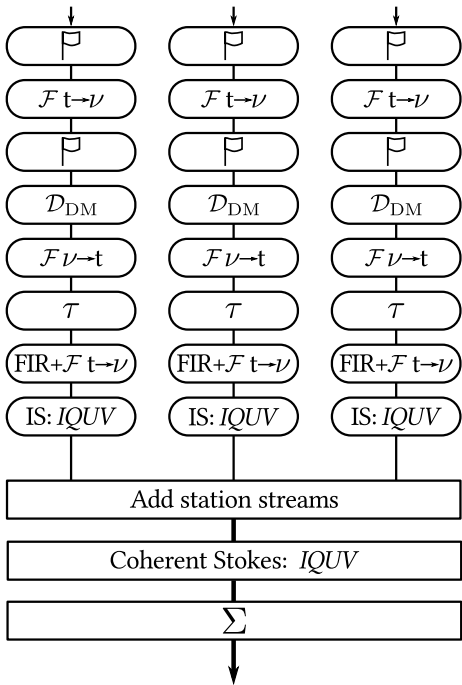 ℱ t→ν ℱ t→ν ℱ t→ν
𝒟DM 𝒟DM 𝒟DM
ℱ ν→t ℱ ν→t ℱ ν→t
τ τ τ
FIR+ℱ t→ν FIR+ℱ t→ν FIR+ℱ t→ν
IS: IQUV IS: IQUV IS: IQUV
Add station streams
Coherent Stokes: IQUV
∑